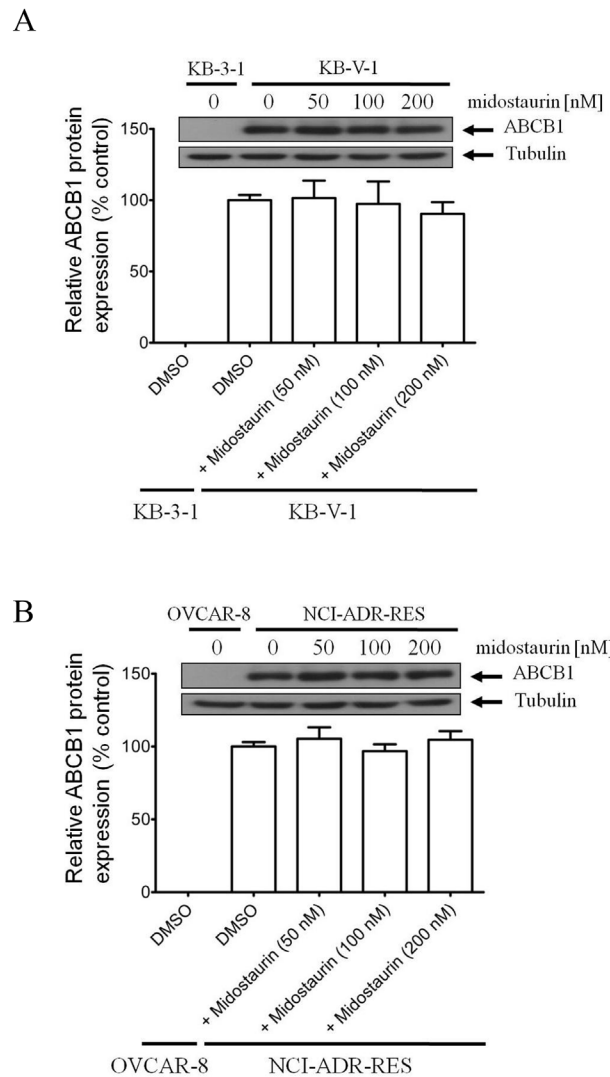 A
KB-3-1 KB-V-1
0 0 50 100 200 midostaurin [nM]
ABCB1
Tubulin
Relative ABCB1 protein
expression (% control)
150
100
50
0
DMSO
DMSO
+ Midostaurin (50 nM)
+ Midostaurin (100 nM)
+ Midostaurin (200 nM)
KB-3-1 KB-V-1
B
OVCAR-8 NCI-ADR-RES
0 0 50 100 200 midostaurin [nM]
ABCB1
Tubulin
Relative ABCB1 protein
expression (% control)
150
100
50
0
DMSO
DMSO
+ Midostaurin (50 nM)
+ Midostaurin (100 nM)
+ Midostaurin (200 nM)
OVCAR-8 NCI-ADR-RES